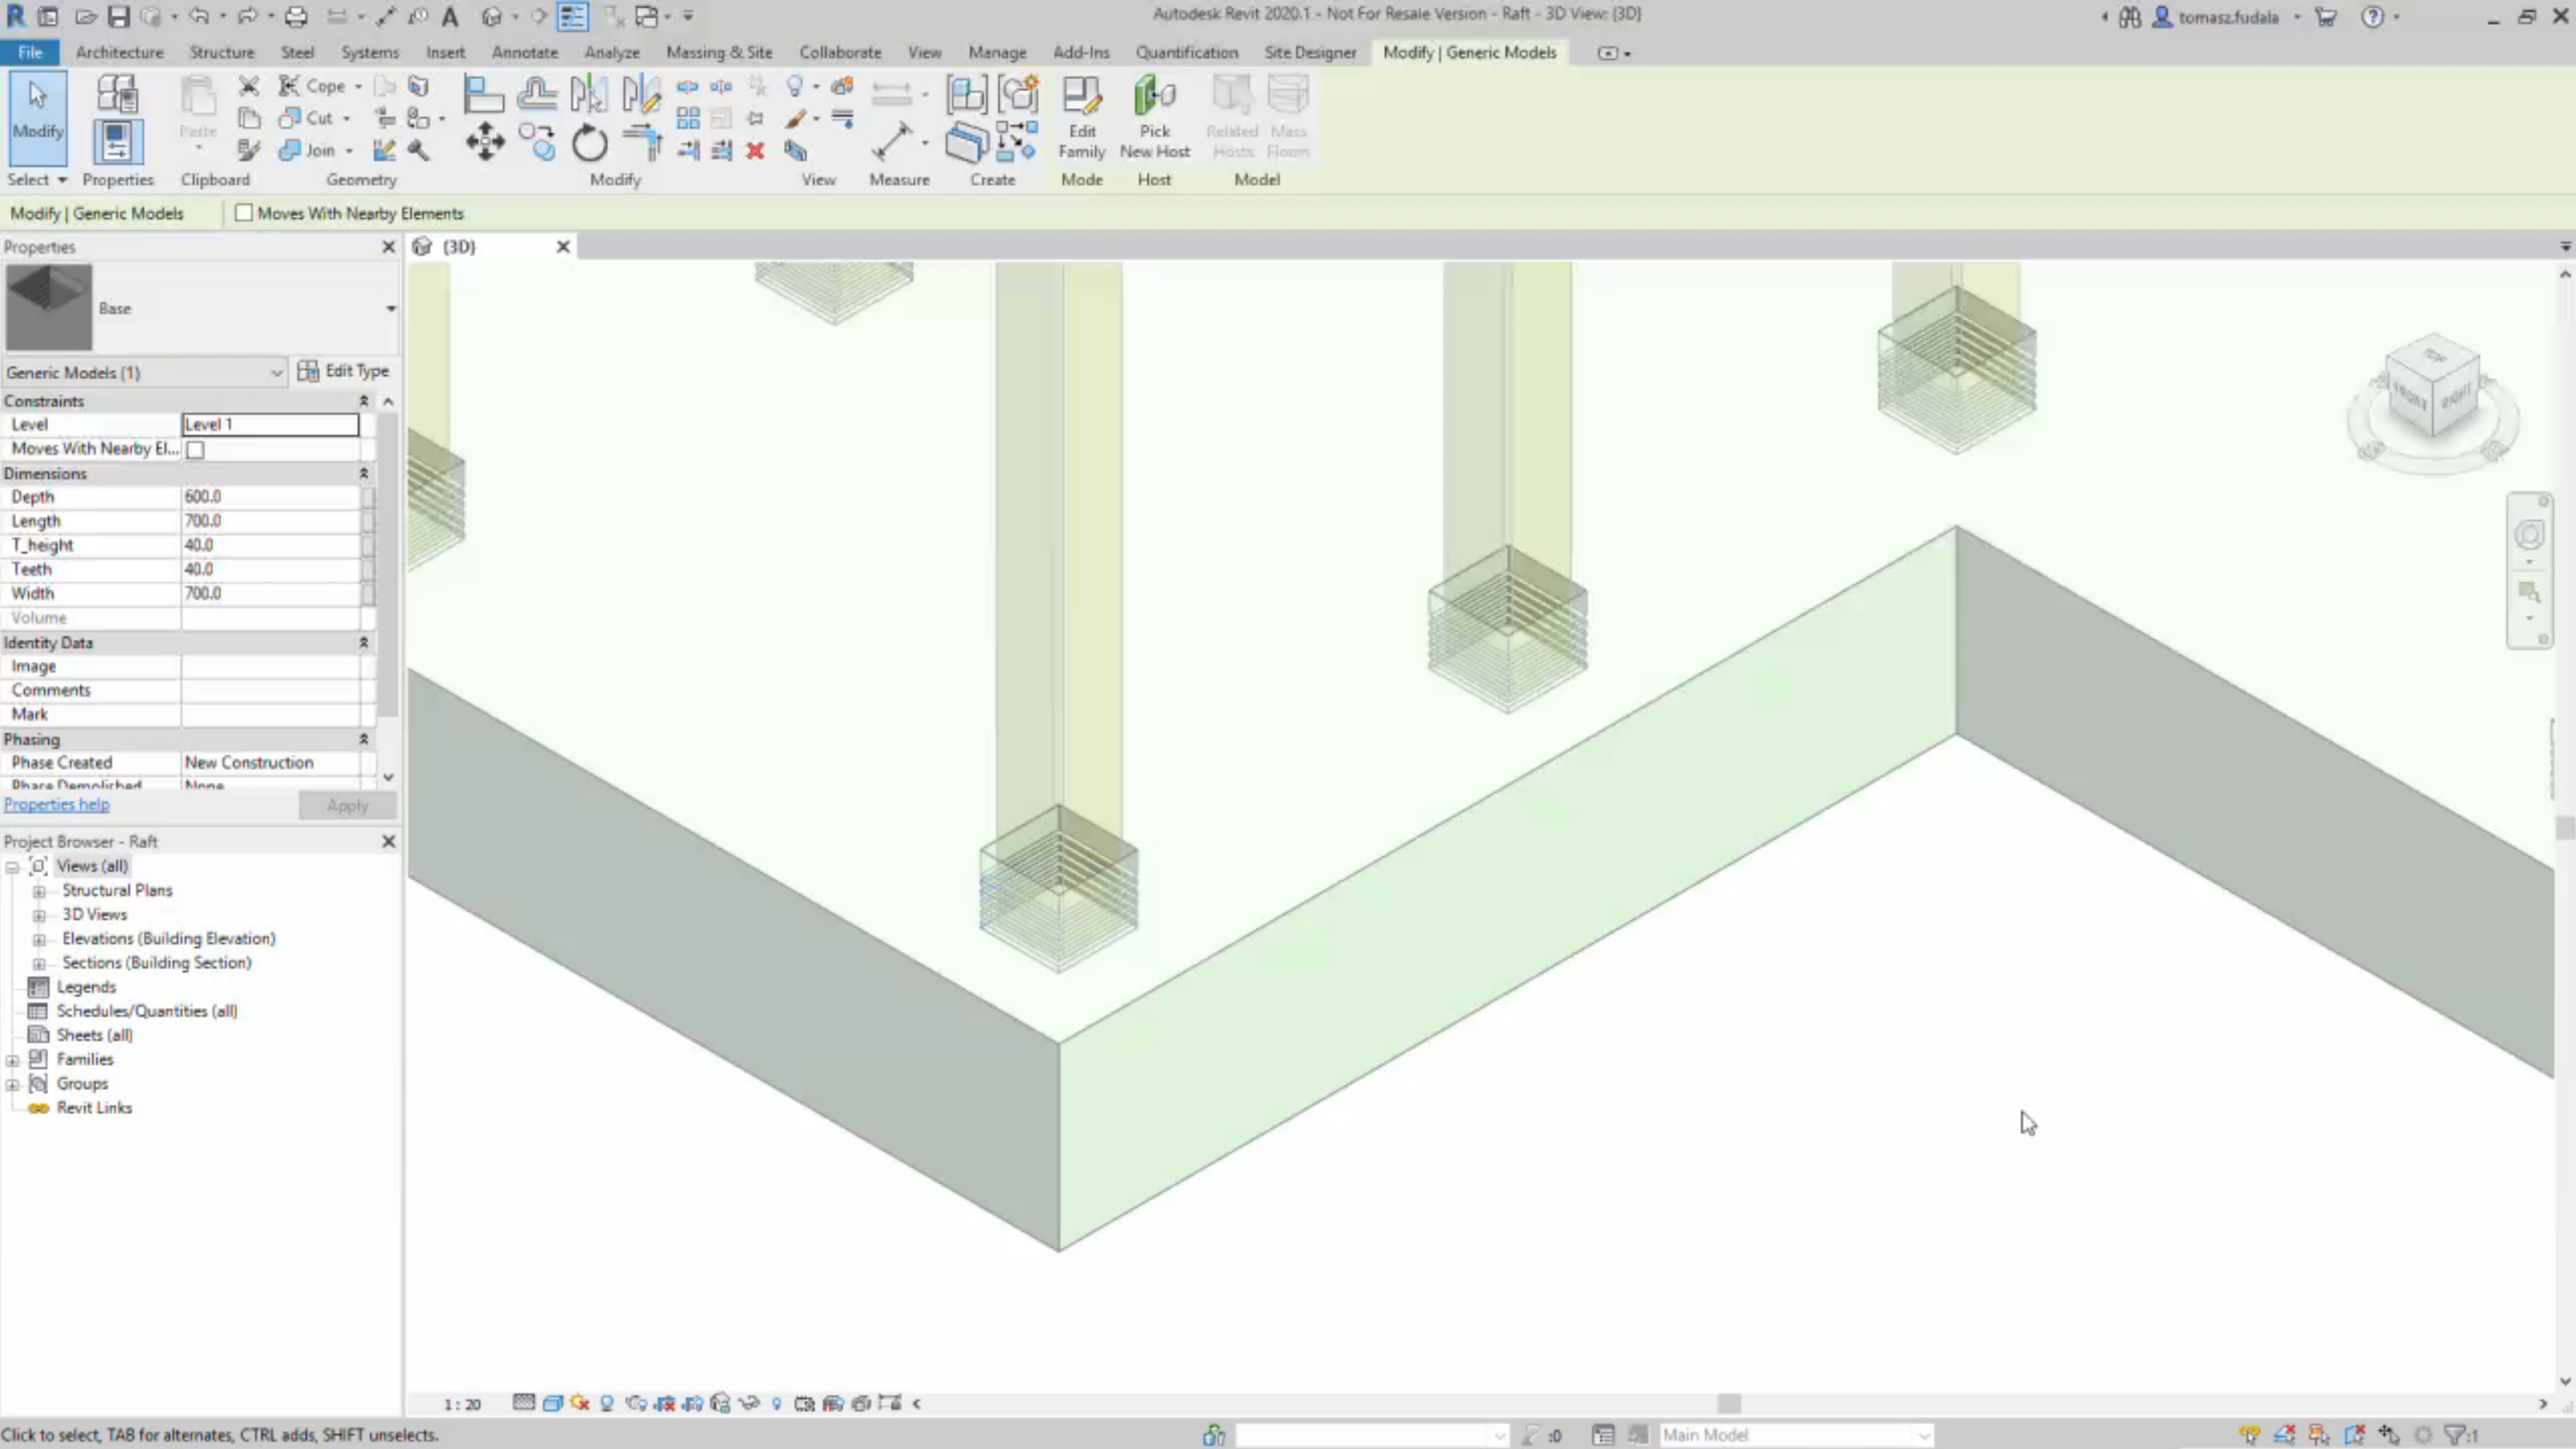 Autodesk Revit 2020.1 - Not For Resale Version - Raft - 3D View: {3D}
tomasz.fudala
File Architecture Structure Steel Systems Insert Annotate Analyze Massing & Site Collaborate View Manage Add-Ins Quantification Site Designer Modify | Generic Models
Modify
Paste
Cope
Cut
Join
Edit Family
Pick New Host
Related Hosts
Mass Floors
Select Properties Clipboard Geometry Modify View Measure Create Mode Host Model
Modify | Generic Models Moves With Nearby Elements
Properties
{3D}
Base
Generic Models (1) Edit Type
Constraints
Level Level 1
Moves With Nearby El...
Dimensions
Depth 600.0
Length 700.0
T_height 40.0
Teeth 40.0
Width 700.0
Volume
Identity Data
Image
Comments
Mark
Phasing
Phase Created New Construction
Phase Demolished None
Properties help Apply
Project Browser - Raft
Views (all)
Structural Plans
3D Views
Elevations (Building Elevation)
Sections (Building Section)
Legends
Schedules/Quantities (all)
Sheets (all)
Families
Groups
Revit Links
TOP
FRONT
RIGHT
1 : 20
Click to select, TAB for alternates, CTRL adds, SHIFT unselects.
:0
Main Model
:1